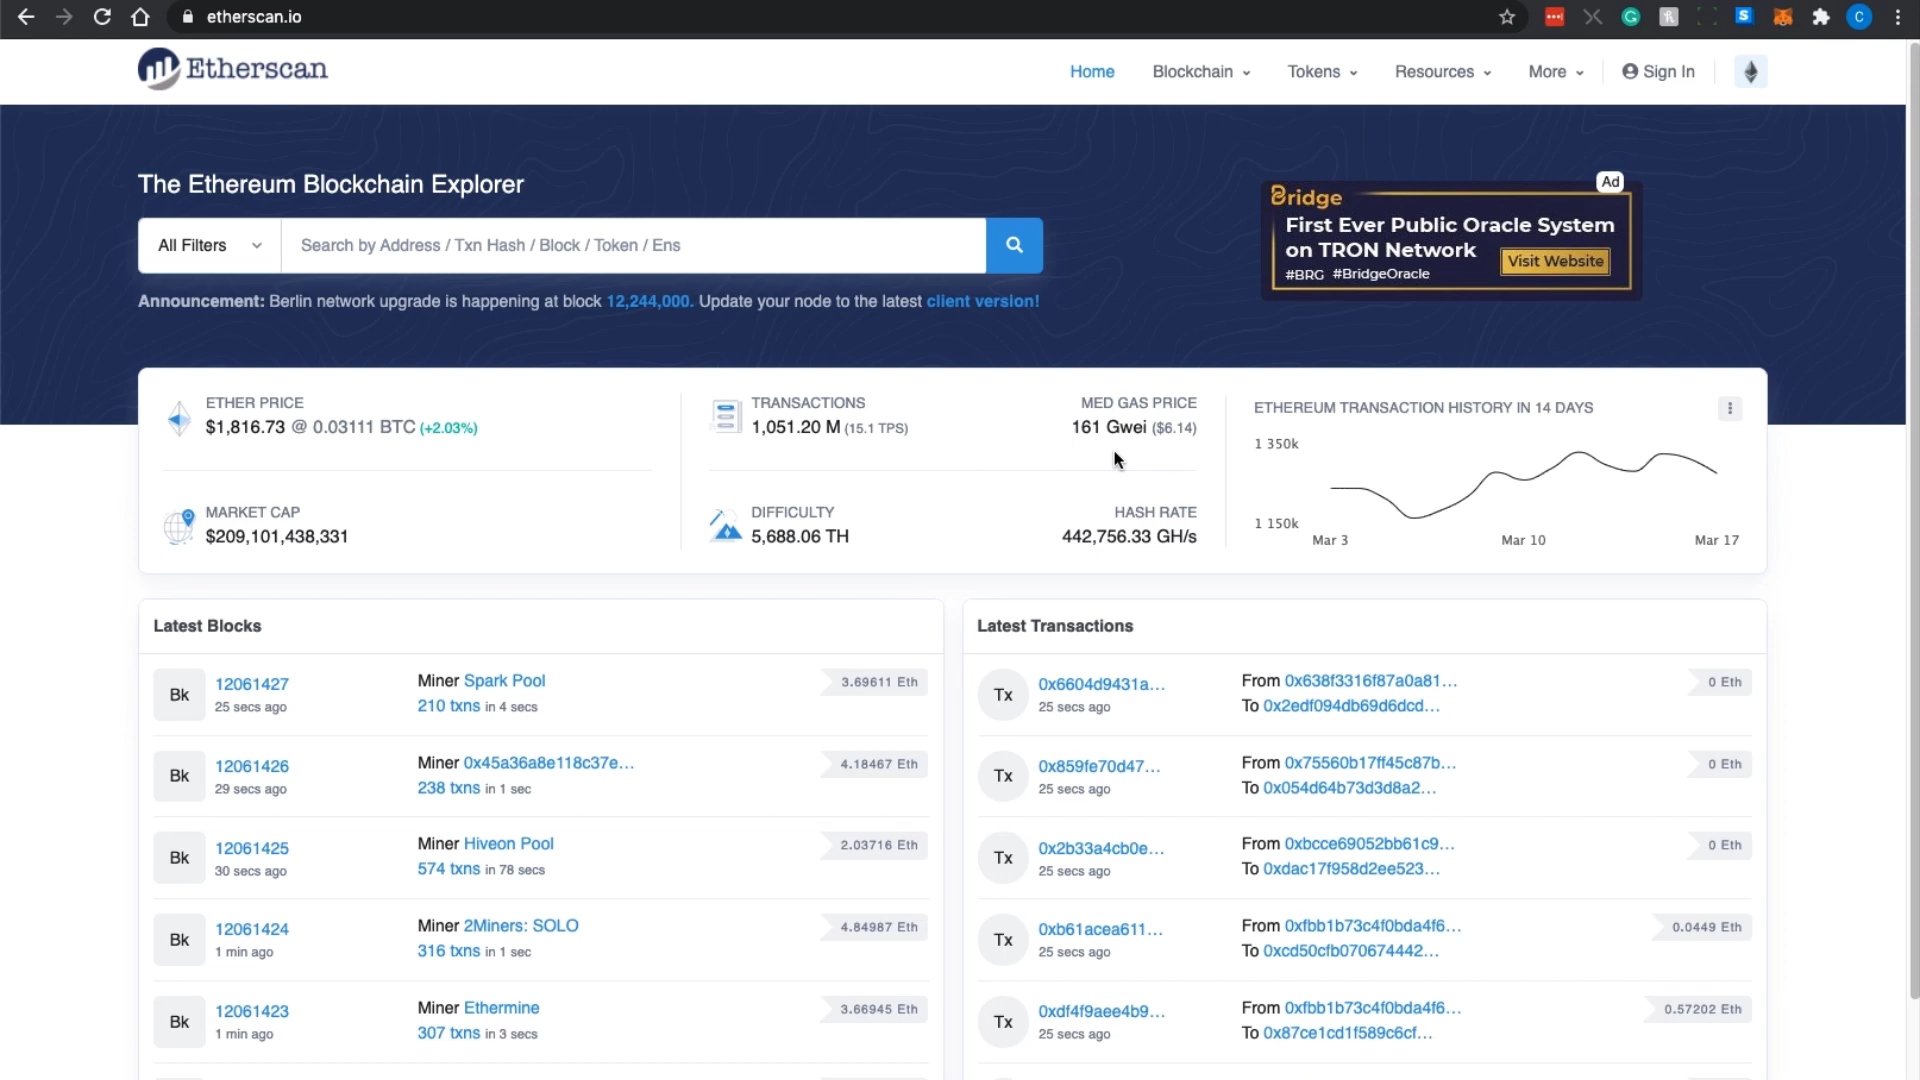 etherscan.io
Etherscan
Home
Blockchain
Tokens
Resources
More
Sign In
The Ethereum Blockchain Explorer
All Filters
Search by Address / Txn Hash / Block / Token / Ens
Announcement: Berlin network upgrade is happening at block 12,244,000. Update your node to the latest client version!
Ad
Bridge
First Ever Public Oracle System
on TRON Network
Visit Website
#BRG #BridgeOracle
ETHER PRICE
$1,816.73 @ 0.03111 BTC (+2.03%)
MARKET CAP
$209,101,438,331
TRANSACTIONS
1,051.20 M (15.1 TPS)
MED GAS PRICE
161 Gwei ($6.14)
DIFFICULTY
5,688.06 TH
HASH RATE
442,756.33 GH/s
ETHEREUM TRANSACTION HISTORY IN 14 DAYS
1 350k
1 150k
Mar 3
Mar 10
Mar 17
Latest Blocks
Bk
12061427
25 secs ago
Miner Spark Pool
210 txns in 4 secs
3.69611 Eth
Bk
12061426
29 secs ago
Miner 0x45a36a8e118c37e...
238 txns in 1 sec
4.18467 Eth
Bk
12061425
30 secs ago
Miner Hiveon Pool
574 txns in 78 secs
2.03716 Eth
Bk
12061424
1 min ago
Miner 2Miners: SOLO
316 txns in 1 sec
4.84987 Eth
Bk
12061423
1 min ago
Miner Ethermine
307 txns in 3 secs
3.66945 Eth
Latest Transactions
Tx
0x6604d9431a...
25 secs ago
From 0x638f3316f87a0a81...
To 0x2edf094db69d6dcd...
0 Eth
Tx
0x859fe70d47...
25 secs ago
From 0x75560b17ff45c87b...
To 0x054d64b73d3d8a2...
0 Eth
Tx
0x2b33a4cb0e...
25 secs ago
From 0xbcce69052bb61c9...
To 0xdac17f958d2ee523...
0 Eth
Tx
0xb61acea611...
25 secs ago
From 0xfbb1b73c4f0bda4f6...
To 0xcd50cfb070674442...
0.0449 Eth
Tx
0xdf4f9aee4b9...
25 secs ago
From 0xfbb1b73c4f0bda4f6...
To 0x87ce1cd1f589c6cf...
0.57202 Eth